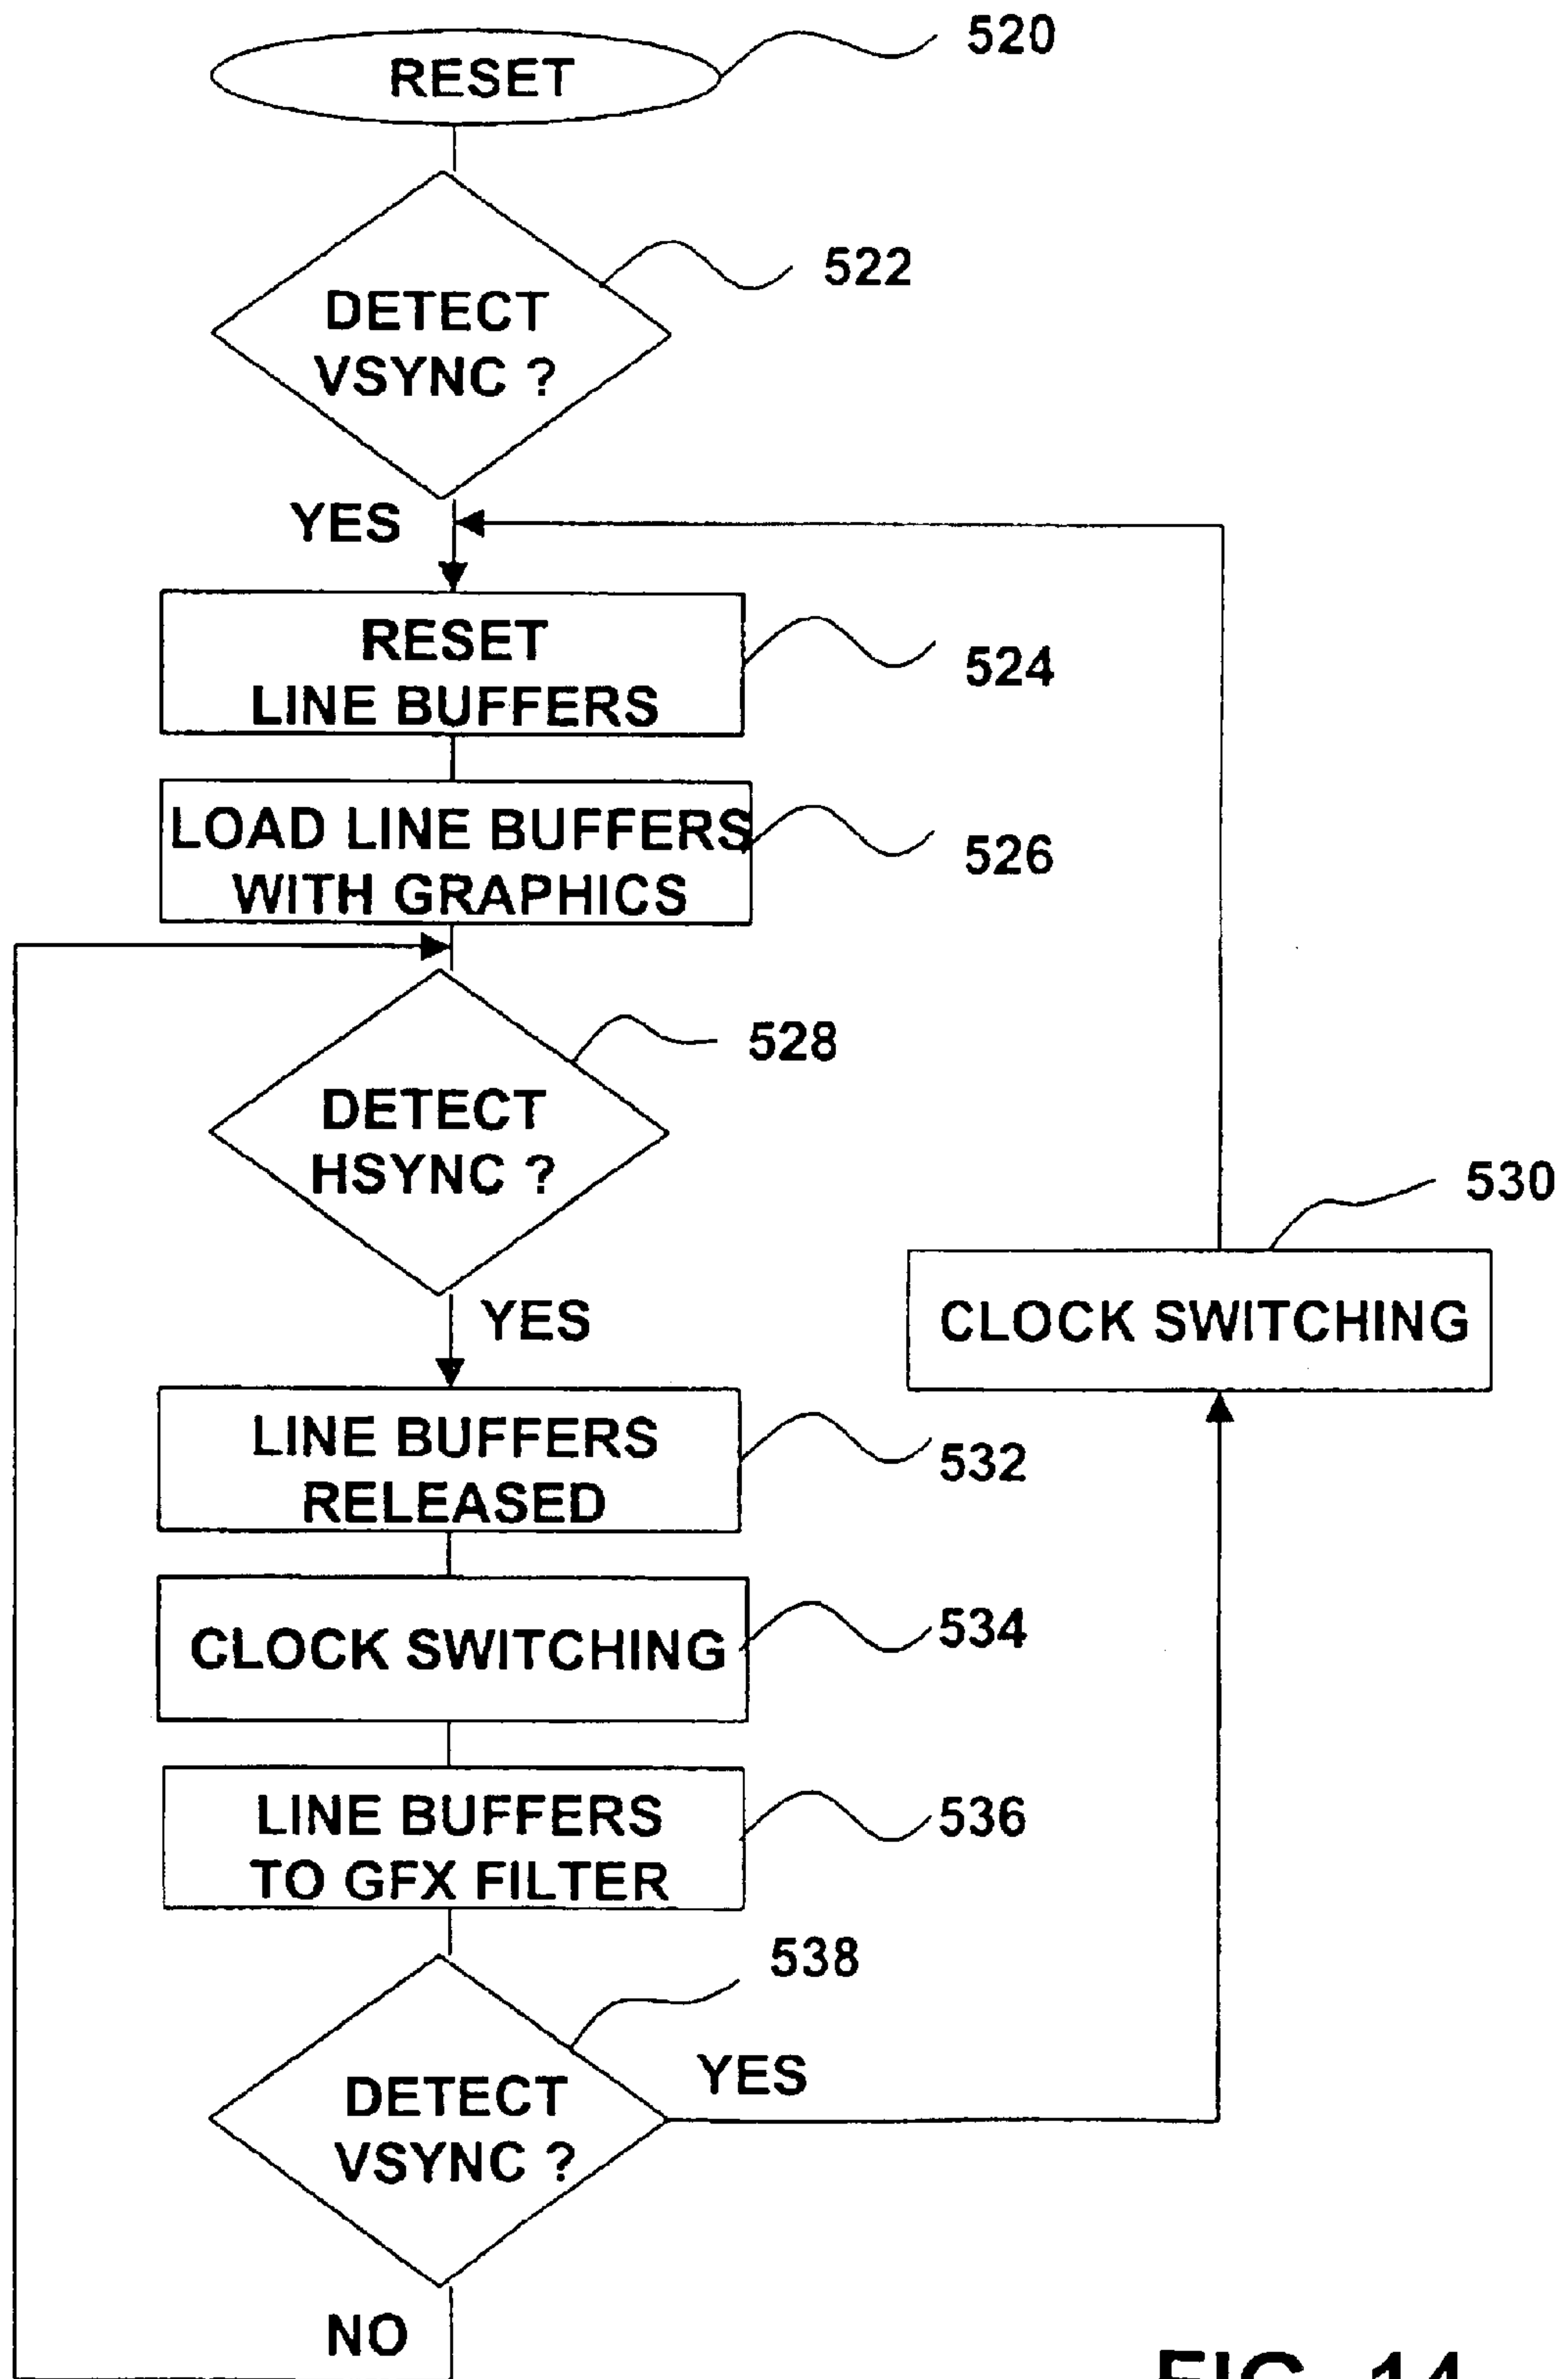 RESET
520
DETECT
VSYNC ?
522
YES
RESET
LINE BUFFERS
524
LOAD LINE BUFFERS
WITH GRAPHICS
526
DETECT
HSYNC ?
528
YES
CLOCK SWITCHING
530
LINE BUFFERS
RELEASED
532
CLOCK SWITCHING
534
LINE BUFFERS
TO GFX FILTER
536
DETECT
VSYNC ?
538
YES
NO
FIG. 14